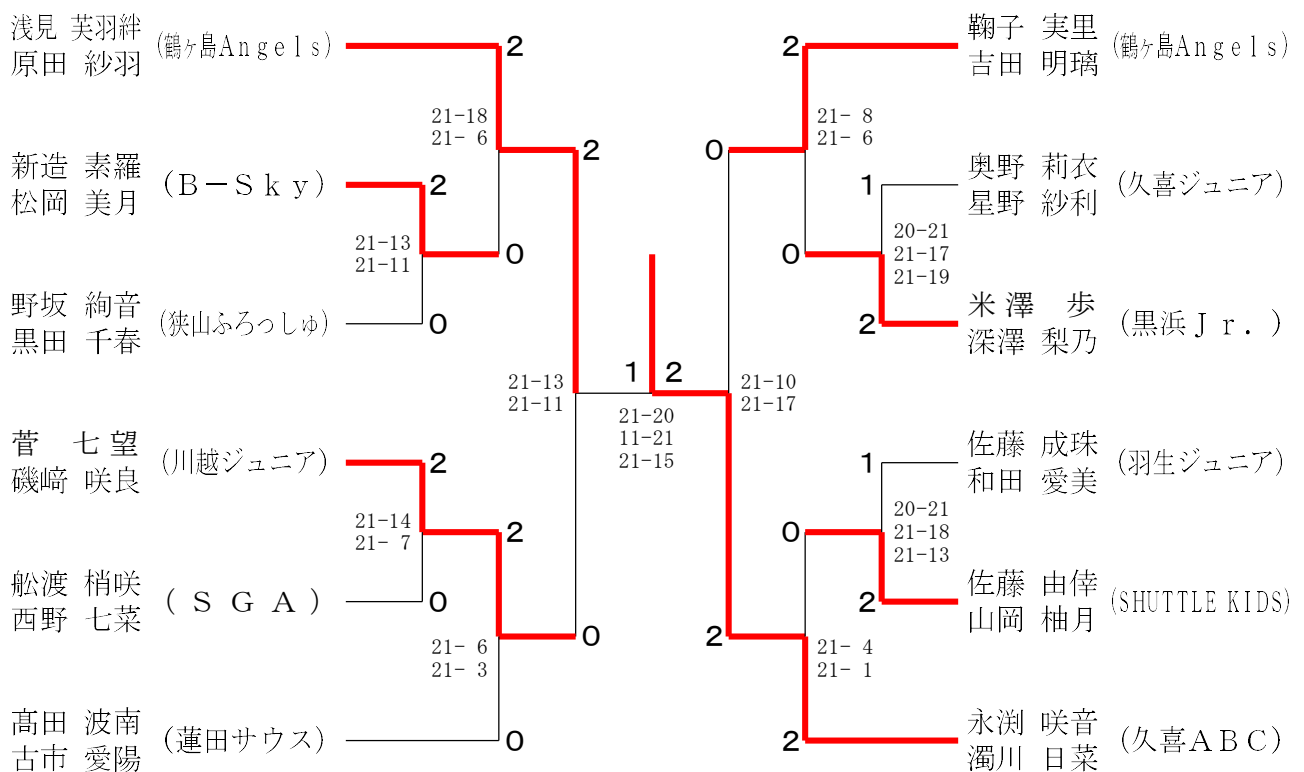 浅見 芙羽絆
原田 紗羽
(鶴ヶ島Angels)
2
21-18
21- 6
新造 素羅
松岡 美月
(B－Sky)
2
21-13
21-11
0
2
野坂 絢音
黒田 千春
(狭山ふろっしゅ)
0
21-13
21-11
菅 七望
磯﨑 咲良
(川越ジュニア)
2
21-14
21- 7
2
舩渡 梢咲
西野 七菜
(SGA)
0
21- 6
21- 3
0
髙田 波南
古市 愛陽
(蓮田サウス)
0
1
2
21-20
11-21
21-15
2
鞠子 実里
吉田 明璃
(鶴ヶ島Angels)
21- 8
21- 6
0
1
奥野 莉衣
星野 紗利
(久喜ジュニア)
20-21
21-17
21-19
0
2
米澤 歩
深澤 梨乃
(黒浜Jr.)
21-10
21-17
1
佐藤 成珠
和田 愛美
(羽生ジュニア)
20-21
21-18
21-13
0
2
佐藤 由倖
山岡 柚月
(SHUTTLE KIDS)
2
21- 4
21- 1
2
永渕 咲音
濁川 日菜
(久喜ABC)